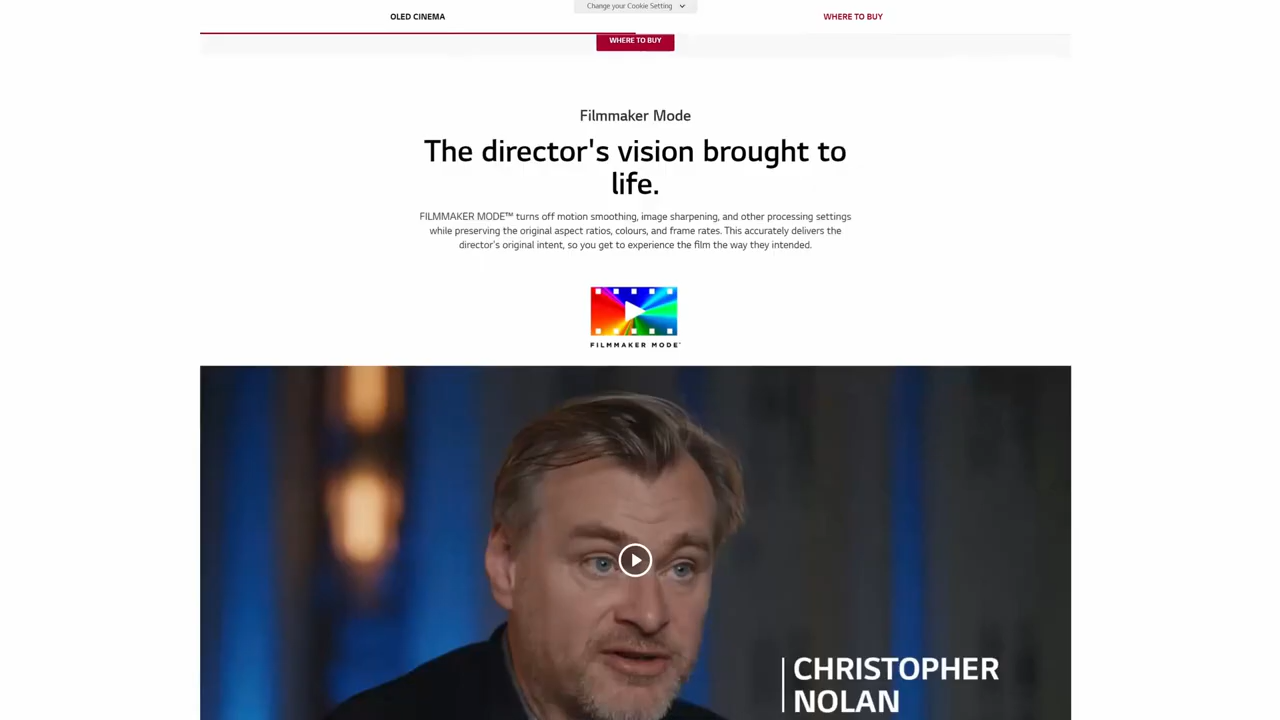 Change your Cookie Setting
OLED CINEMA
WHERE TO BUY
WHERE TO BUY
Filmmaker Mode
The director's vision brought to
life.
FILMMAKER MODE™ turns off motion smoothing, image sharpening, and other processing settings
while preserving the original aspect ratios, colours, and frame rates. This accurately delivers the
director's original intent, so you get to experience the film the way they intended.
FILMMAKER MODE™
CHRISTOPHER
NOLAN